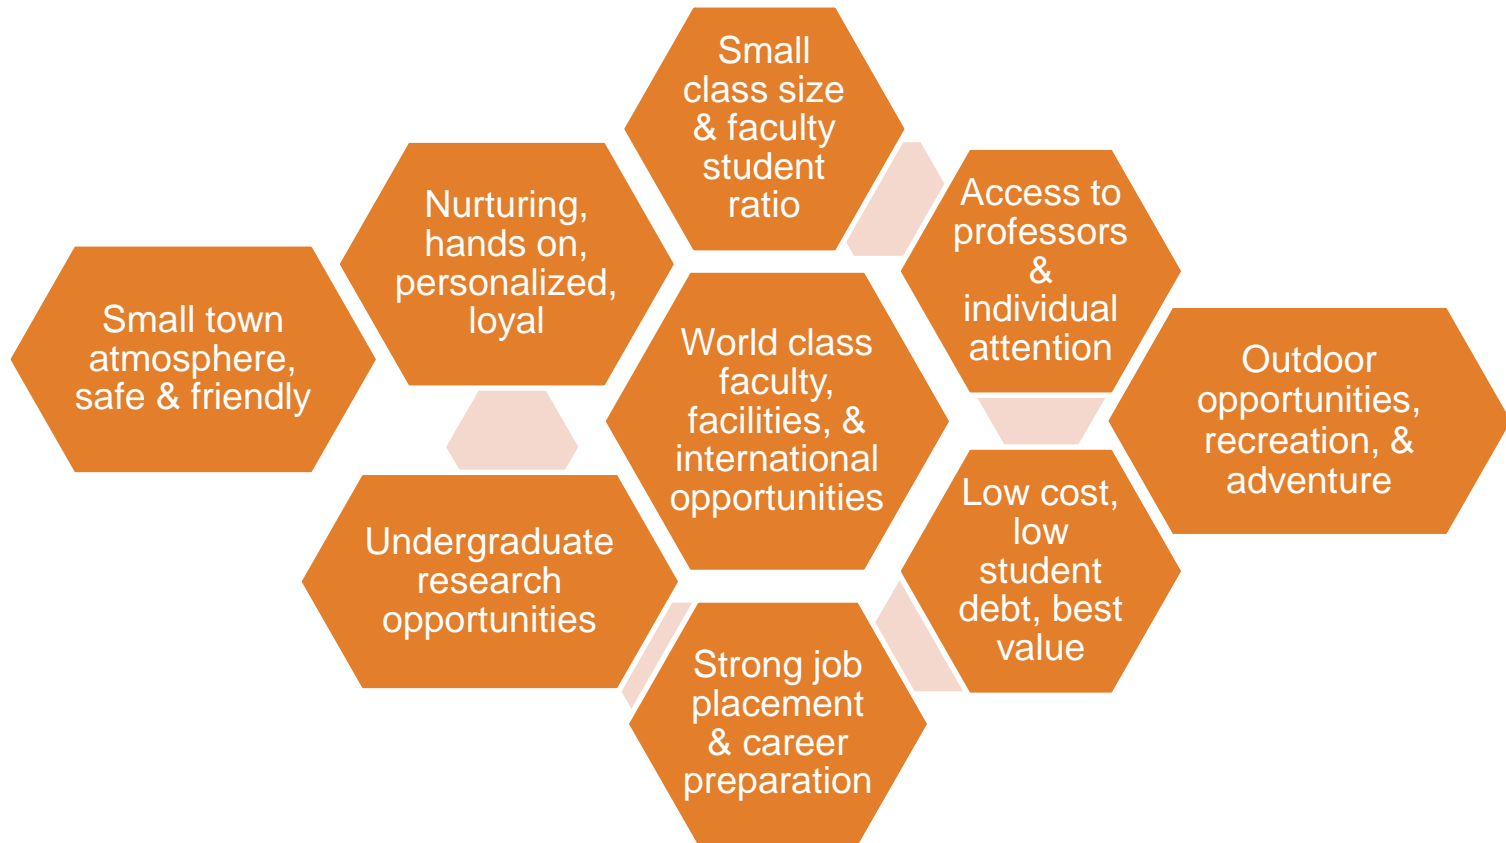 Small
class size
& faculty
student
ratio
Nurturing,
hands on,
personalized,
loyal
Access to
professors
&
individual
attention
Small town
atmosphere,
safe & friendly
World class
faculty,
facilities, &
international
opportunities
Outdoor
opportunities,
recreation, &
adventure
Undergraduate
research
opportunities
Low cost,
low
student
debt, best
value
Strong job
placement
& career
preparation